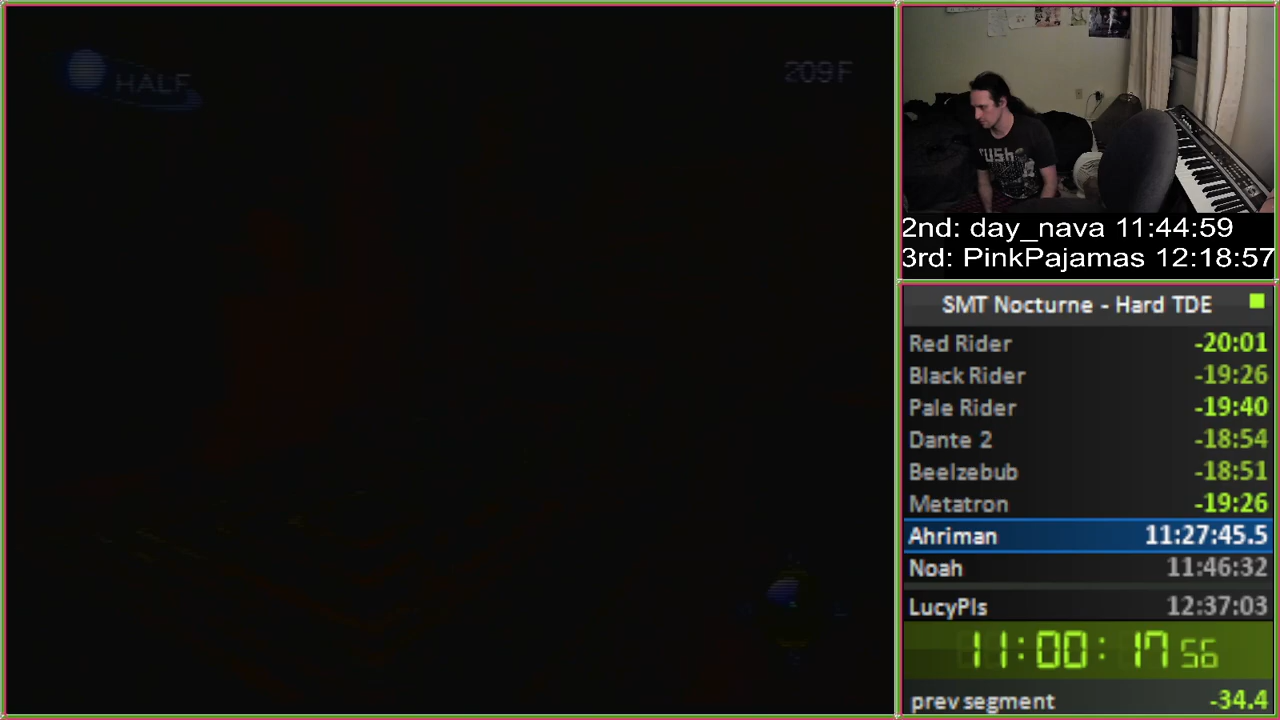 HALF
209F
rush
2nd: day_nava 11:44:59
3rd: PinkPajamas 12:18:57
SMT Nocturne - Hard TDE
Red Rider -20:01
Black Rider -19:26
Pale Rider -19:40
Dante 2 -18:54
Beelzebub -18:51
Metatron -19:26
Ahriman 11:27:45.5
Noah 11:46:32
LucyPls 12:37:03
11:00:17 56
prev segment -34.4